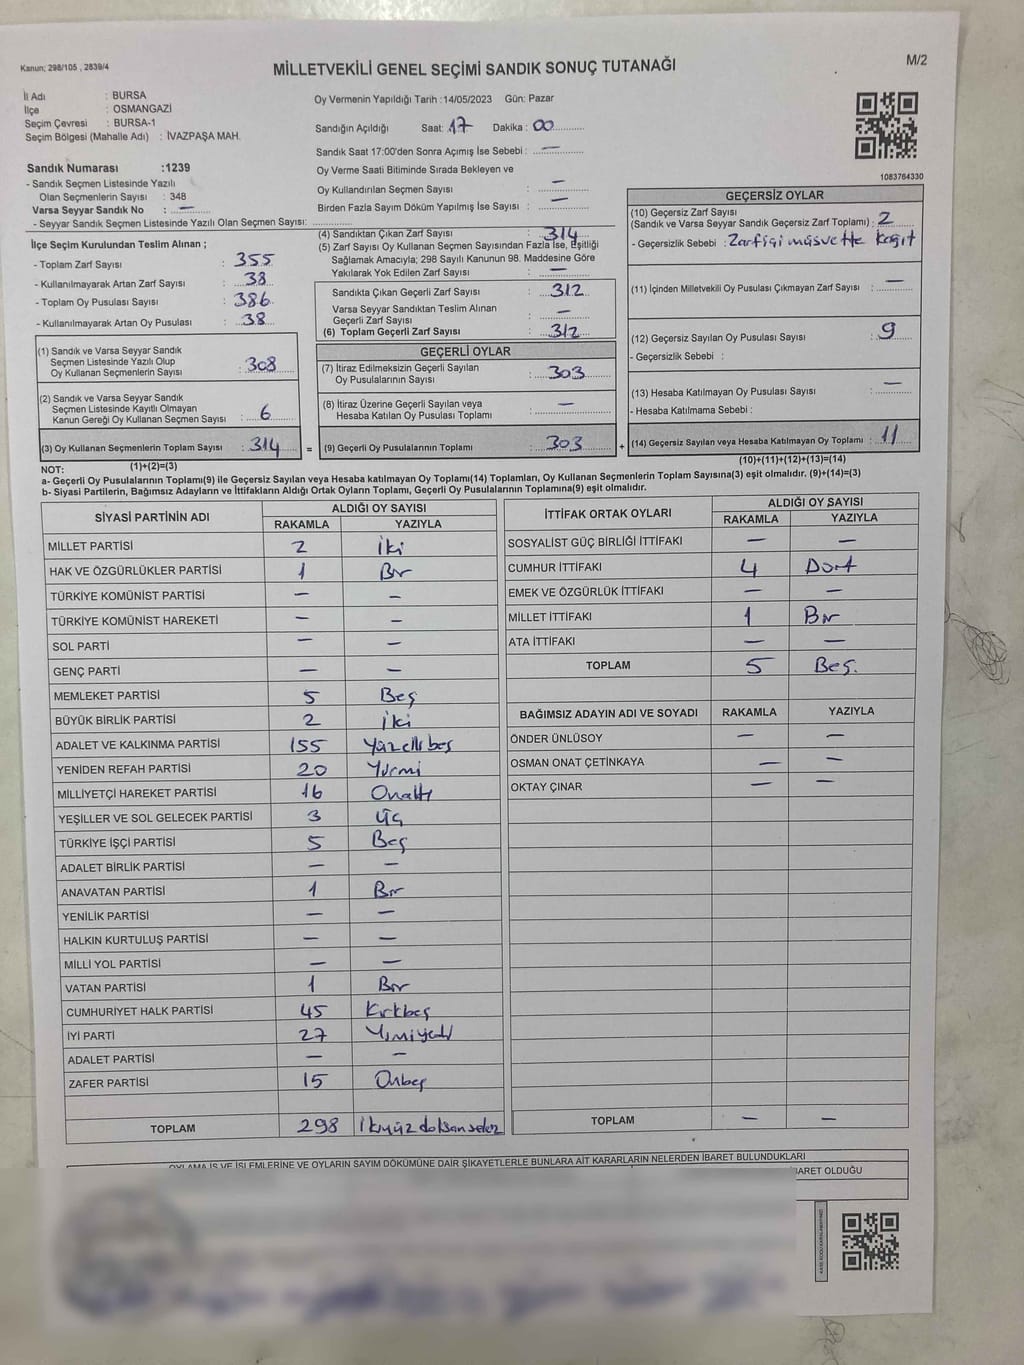 Kanun; 298/105 , 2839/4
MİLLETVEKİLİ GENEL SEÇİMİ SANDIK SONUÇ TUTANAĞI
M/2
İl Adı : BURSA
İlçe : OSMANGAZİ
Seçim Çevresi : BURSA-1
Seçim Bölgesi (Mahalle Adı) : İVAZPAŞA MAH.
Oy Vermenin Yapıldığı Tarih :14/05/2023 Gün: Pazar
Sandığın Açıldığı Saat: 17 Dakika : 00
Sandık Saat 17:00'den Sonra Açımış İse Sebebi : —
Oy Verme Saati Bitiminde Sırada Bekleyen ve
Oy Kullandırılan Seçmen Sayısı : —
Birden Fazla Sayım Döküm Yapılmış İse Sayısı : —
1083764330
Sandık Numarası :1239
- Sandık Seçmen Listesinde Yazılı
Olan Seçmenlerin Sayısı : 348
Varsa Seyyar Sandık No : —
- Seyyar Sandık Seçmen Listesinde Yazılı Olan Seçmen Sayısı:
İlçe Seçim Kurulundan Teslim Alınan ;
- Toplam Zarf Sayısı : 355
- Kullanılmayarak Artan Zarf Sayısı : 38
- Toplam Oy Pusulası Sayısı : 386
- Kullanılmayarak Artan Oy Pusulası : 38
(1) Sandık ve Varsa Seyyar Sandık
Seçmen Listesinde Yazılı Olup
Oy Kullanan Seçmenlerin Sayısı : 308
(2) Sandık ve Varsa Seyyar Sandık
Seçmen Listesinde Kayıtlı Olmayan
Kanun Gereği Oy Kullanan Seçmen Sayısı : 6
(3) Oy Kullanan Seçmenlerin Toplam Sayısı : 314 =
(1)+(2)=(3)
(4) Sandıktan Çıkan Zarf Sayısı : 314
(5) Zarf Sayısı Oy Kullanan Seçmen Sayısından Fazla İse, Eşitliği
Sağlamak Amacıyla; 298 Sayılı Kanunun 98. Maddesine Göre
Yakılarak Yok Edilen Zarf Sayısı : —
Sandıkta Çıkan Geçerli Zarf Sayısı : 312
Varsa Seyyar Sandıktan Teslim Alınan
Geçerli Zarf Sayısı : —
(6) Toplam Geçerli Zarf Sayısı : 312
GEÇERLİ OYLAR
(7) İtiraz Edilmeksizin Geçerli Sayılan
Oy Pusulalarının Sayısı : 303
(8) İtiraz Üzerine Geçerli Sayılan veya
Hesaba Katılan Oy Pusulası Toplamı : —
(9) Geçerli Oy Pusulalarının Toplamı : 303 +
GEÇERSİZ OYLAR
(10) Geçersiz Zarf Sayısı
(Sandık ve Varsa Seyyar Sandık Geçersiz Zarf Toplamı) : 2
- Geçersizlik Sebebi : Zarfiçi müsvette kağıt
(11) İçinden Milletvekili Oy Pusulası Çıkmayan Zarf Sayısı : —
(12) Geçersiz Sayılan Oy Pusulası Sayısı : 9
- Geçersizlik Sebebi :
(13) Hesaba Katılmayan Oy Pusulası Sayısı : —
- Hesaba Katılmama Sebebi :
(14) Geçersiz Sayılan veya Hesaba Katılmayan Oy Toplamı : 11
(10)+(11)+(12)+(13)=(14)
NOT:
a- Geçerli Oy Pusulalarının Toplamı(9) ile Geçersiz Sayılan veya Hesaba katılmayan Oy Toplamı(14) Toplamları, Oy Kullanan Seçmenlerin Toplam Sayısına(3) eşit olmalıdır. (9)+(14)=(3)
b- Siyasi Partilerin, Bağımsız Adayların ve İttifakların Aldığı Ortak Oyların Toplamı, Geçerli Oy Pusulalarının Toplamına(9) eşit olmalıdır.
SİYASİ PARTİNİN ADI ALDIĞI OY SAYISI
RAKAMLA YAZIYLA
MİLLET PARTİSİ 2 İki
HAK VE ÖZGÜRLÜKLER PARTİSİ 1 Bir
TÜRKİYE KOMÜNİST PARTİSİ — —
TÜRKİYE KOMÜNİST HAREKETİ — —
SOL PARTİ — —
GENÇ PARTİ — —
MEMLEKET PARTİSİ 5 Beş
BÜYÜK BİRLİK PARTİSİ 2 İki
ADALET VE KALKINMA PARTİSİ 155 Yüzellibeş
YENİDEN REFAH PARTİSİ 20 Yirmi
MİLLİYETÇİ HAREKET PARTİSİ 16 Onaltı
YEŞİLLER VE SOL GELECEK PARTİSİ 3 Üç
TÜRKİYE İŞÇİ PARTİSİ 5 Beş
ADALET BİRLİK PARTİSİ — —
ANAVATAN PARTİSİ 1 Bir
YENİLİK PARTİSİ — —
HALKIN KURTULUŞ PARTİSİ — —
MİLLİ YOL PARTİSİ — —
VATAN PARTİSİ 1 Bir
CUMHURİYET HALK PARTİSİ 45 Kırkbeş
İYİ PARTİ 27 Yirmiyedi
ADALET PARTİSİ — —
ZAFER PARTİSİ 15 Onbeş
TOPLAM 298 İkiyüzdoksansekiz
İTTİFAK ORTAK OYLARI ALDIĞI OY SAYISI
RAKAMLA YAZIYLA
SOSYALİST GÜÇ BİRLİĞİ İTTİFAKI — —
CUMHUR İTTİFAKI 4 Dört
EMEK VE ÖZGÜRLÜK İTTİFAKI — —
MİLLET İTTİFAKI 1 Bir
ATA İTTİFAKI — —
TOPLAM 5 Beş.
BAĞIMSIZ ADAYIN ADI VE SOYADI RAKAMLA YAZIYLA
ÖNDER ÜNLÜSOY — —
OSMAN ONAT ÇETİNKAYA — —
OKTAY ÇINAR — —
TOPLAM — —
OYLAMA İŞ VE İŞLEMLERİNE VE OYLARIN SAYIM DÖKÜMÜNE DAİR ŞİKAYETLERLE BUNLARA AİT KARARLARIN NELERDEN İBARET BULUNDUKLARI
İBARET OLDUĞU